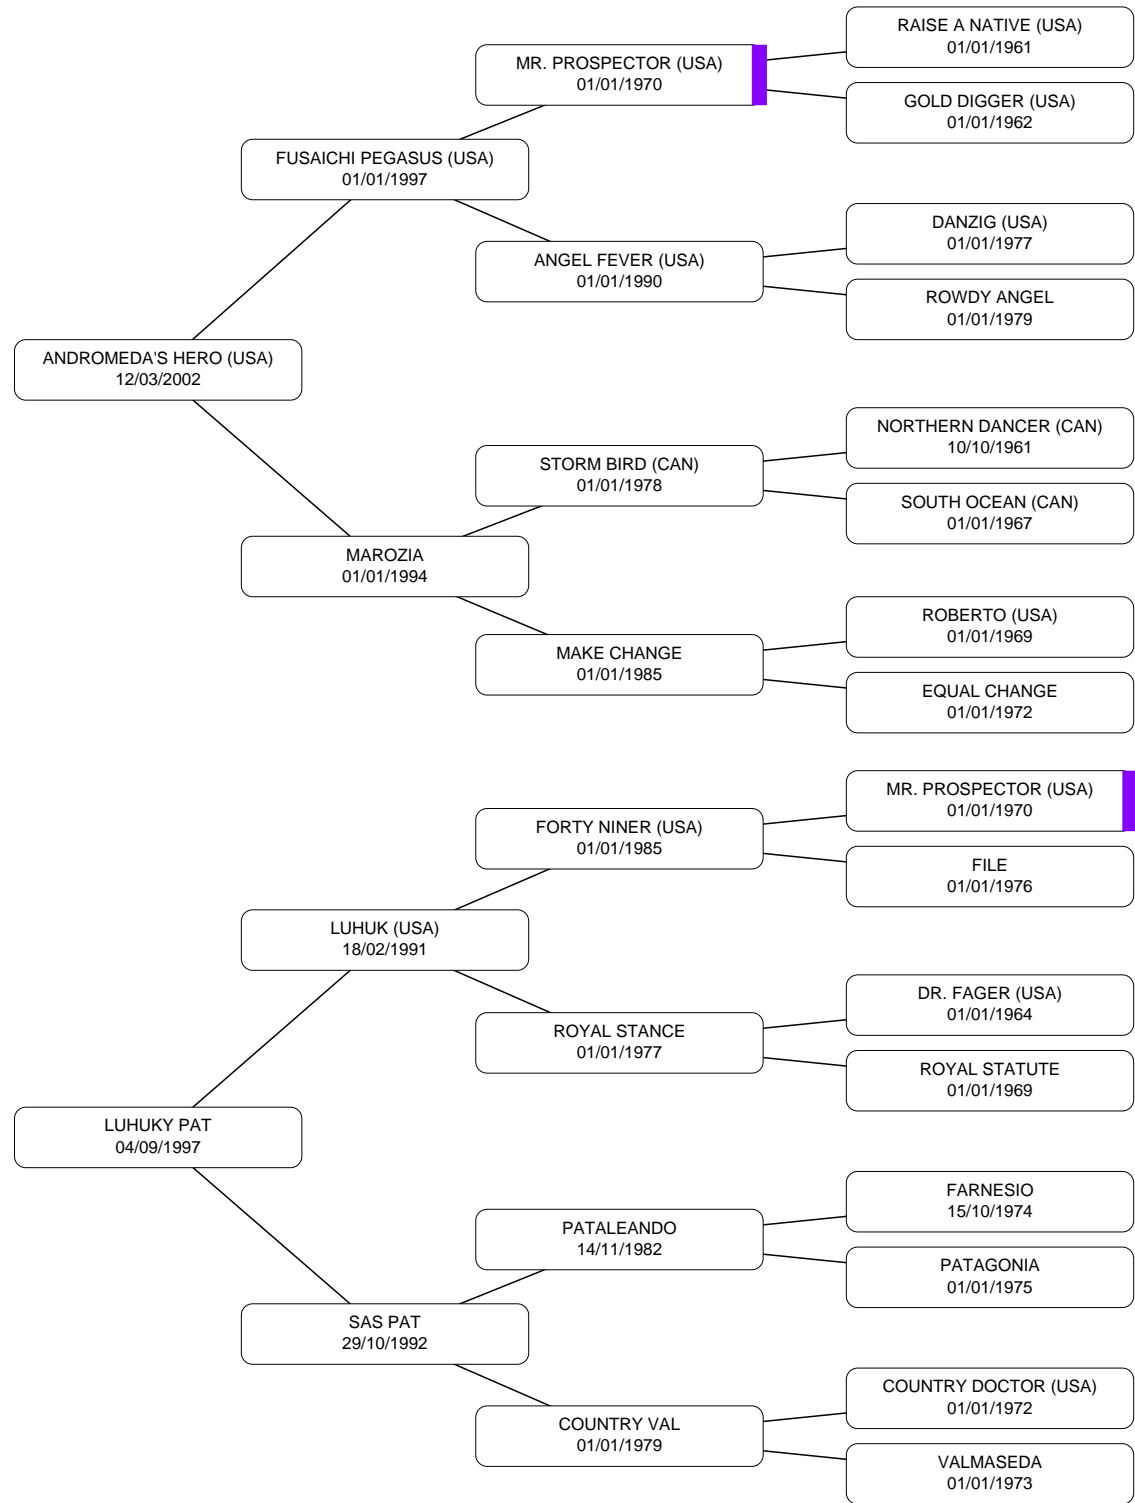 RAISE A NATIVE (USA)
01/01/1961
MR. PROSPECTOR (USA)
01/01/1970
GOLD DIGGER (USA)
01/01/1962
FUSAICHI PEGASUS (USA)
01/01/1997
DANZIG (USA)
01/01/1977
ANGEL FEVER (USA)
01/01/1990
ROWDY ANGEL
01/01/1979
ANDROMEDA'S HERO (USA)
12/03/2002
NORTHERN DANCER (CAN)
10/10/1961
STORM BIRD (CAN)
01/01/1978
SOUTH OCEAN (CAN)
01/01/1967
MAROZIA
01/01/1994
ROBERTO (USA)
01/01/1969
MAKE CHANGE
01/01/1985
EQUAL CHANGE
01/01/1972
MR. PROSPECTOR (USA)
01/01/1970
FORTY NINER (USA)
01/01/1985
FILE
01/01/1976
LUHUK (USA)
18/02/1991
DR. FAGER (USA)
01/01/1964
ROYAL STANCE
01/01/1977
ROYAL STATUTE
01/01/1969
LUHUKY PAT
04/09/1997
FARNESIO
15/10/1974
PATALEANDO
14/11/1982
PATAGONIA
01/01/1975
SAS PAT
29/10/1992
COUNTRY DOCTOR (USA)
01/01/1972
COUNTRY VAL
01/01/1979
VALMASEDA
01/01/1973